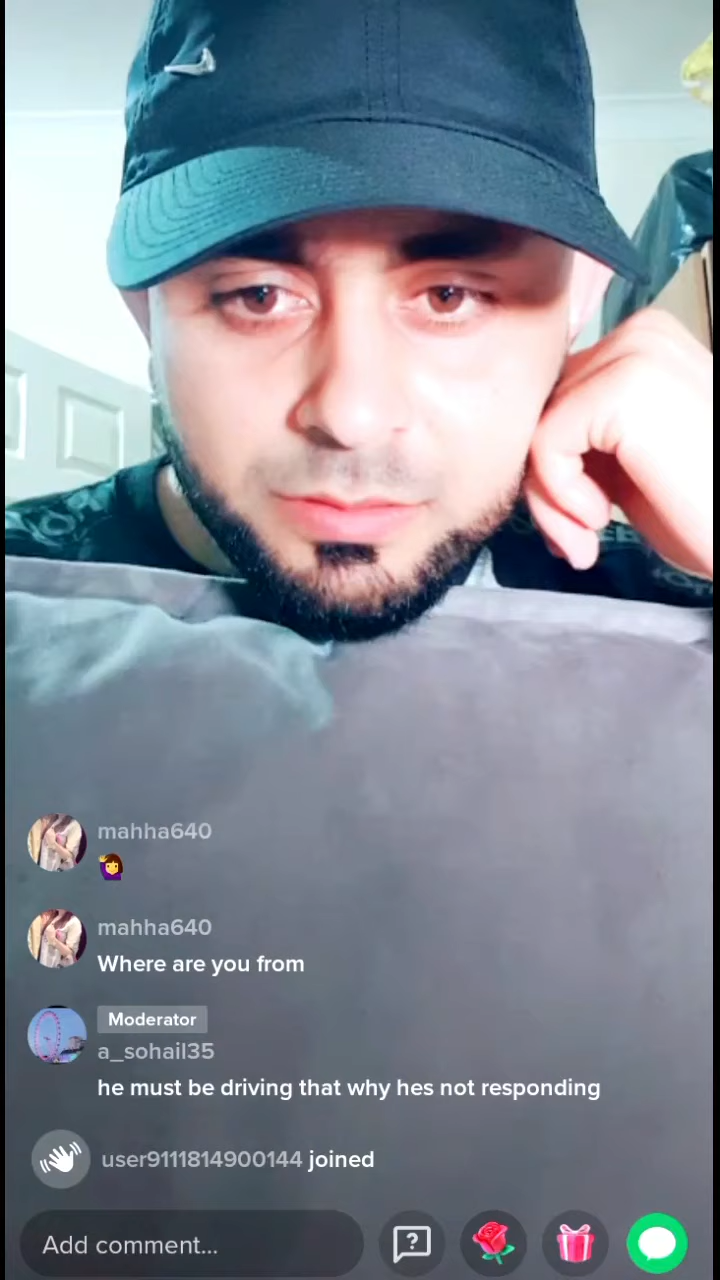 mahha640
🙋‍♀️
mahha640
Where are you from
Moderator
a_sohail35
he must be driving that why hes not responding
user9111814900144 joined
Add comment...